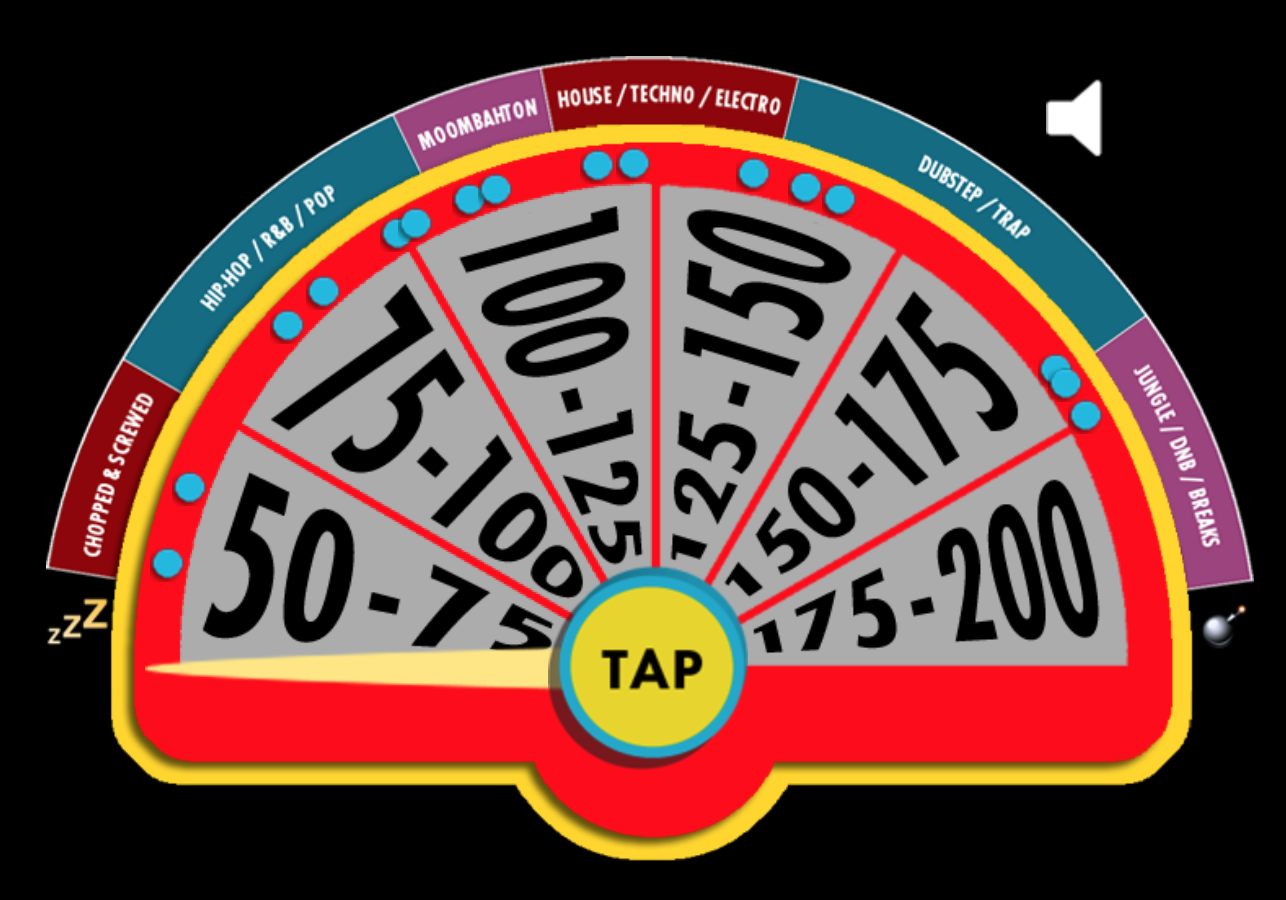 CHOPPED & SCREWED
HIP-HOP / R&B / POP
MOOMBAHTON
HOUSE / TECHNO / ELECTRO
DUBSTEP / TRAP
JUNGLE / DNB / BREAKS
zzZ
50-75
75-100
100-125
125-150
150-175
175-200
TAP